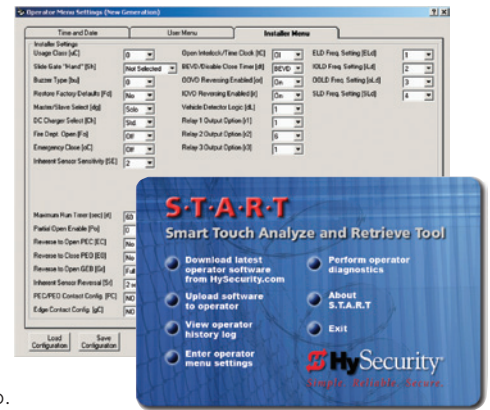 Operator Menu Settings (New Generation)
Time and Date
User Menu
Installer Menu
Installer Settings
Usage Class [uC] 0
Slide Gate "Hand" [Sh] Not Selected
Buzzer Type [bu] 0
Restore Factory Defaults [Fd] No
Master/Slave Select [dg] Solo
DC Charger Select [Ch] Std.
Fire Dept. Open [Fo] Off
Emergency Close [oC] Off
Inherent Sensor Sensitivity [SE] 2
Open Interlock/Time Clock [IC] OI
BEVD/Disable Close Timer [dt] BEVD
OOVD Reversing Enabled [or] On
IOVD Reversing Enabled [Ir] On
Vehicle Detector Logic [dL] 1
Relay 1 Output Option [r1] 1
Relay 2 Output Option [r2] 6
Relay 3 Output Option [r3] 1
ELD Freq. Setting [ELd] 1
IOLD Freq. Setting [ILd] 2
OOLD Freq. Setting [oLd] 3
SLD Freq. Setting [SLd] 4
Maximum Run Timer (sec) [rt] 60
Partial Open Enable [Po] 0
Reverse to Open PEC [EC] No
Reverse to Close PEO [EO] No
Reverse to Open GEB [Gr] Full
Inherent Sensor Reversal [Sr] 2 se
PEC/PEO Contact Config. [PC] NO
Edge Contact Config. [gC] NO
Load
Configuration
Save
Configuration
S·T·A·R·T
Smart Touch Analyze and Retrieve Tool
Download latest
operator software
from HySecurity.com
Upload software
to operator
View operator
history log
Enter operator
menu settings
Perform operator
diagnostics
About
S.T.A.R.T
Exit
HySecurity
Simple. Reliable. Secure.
o.